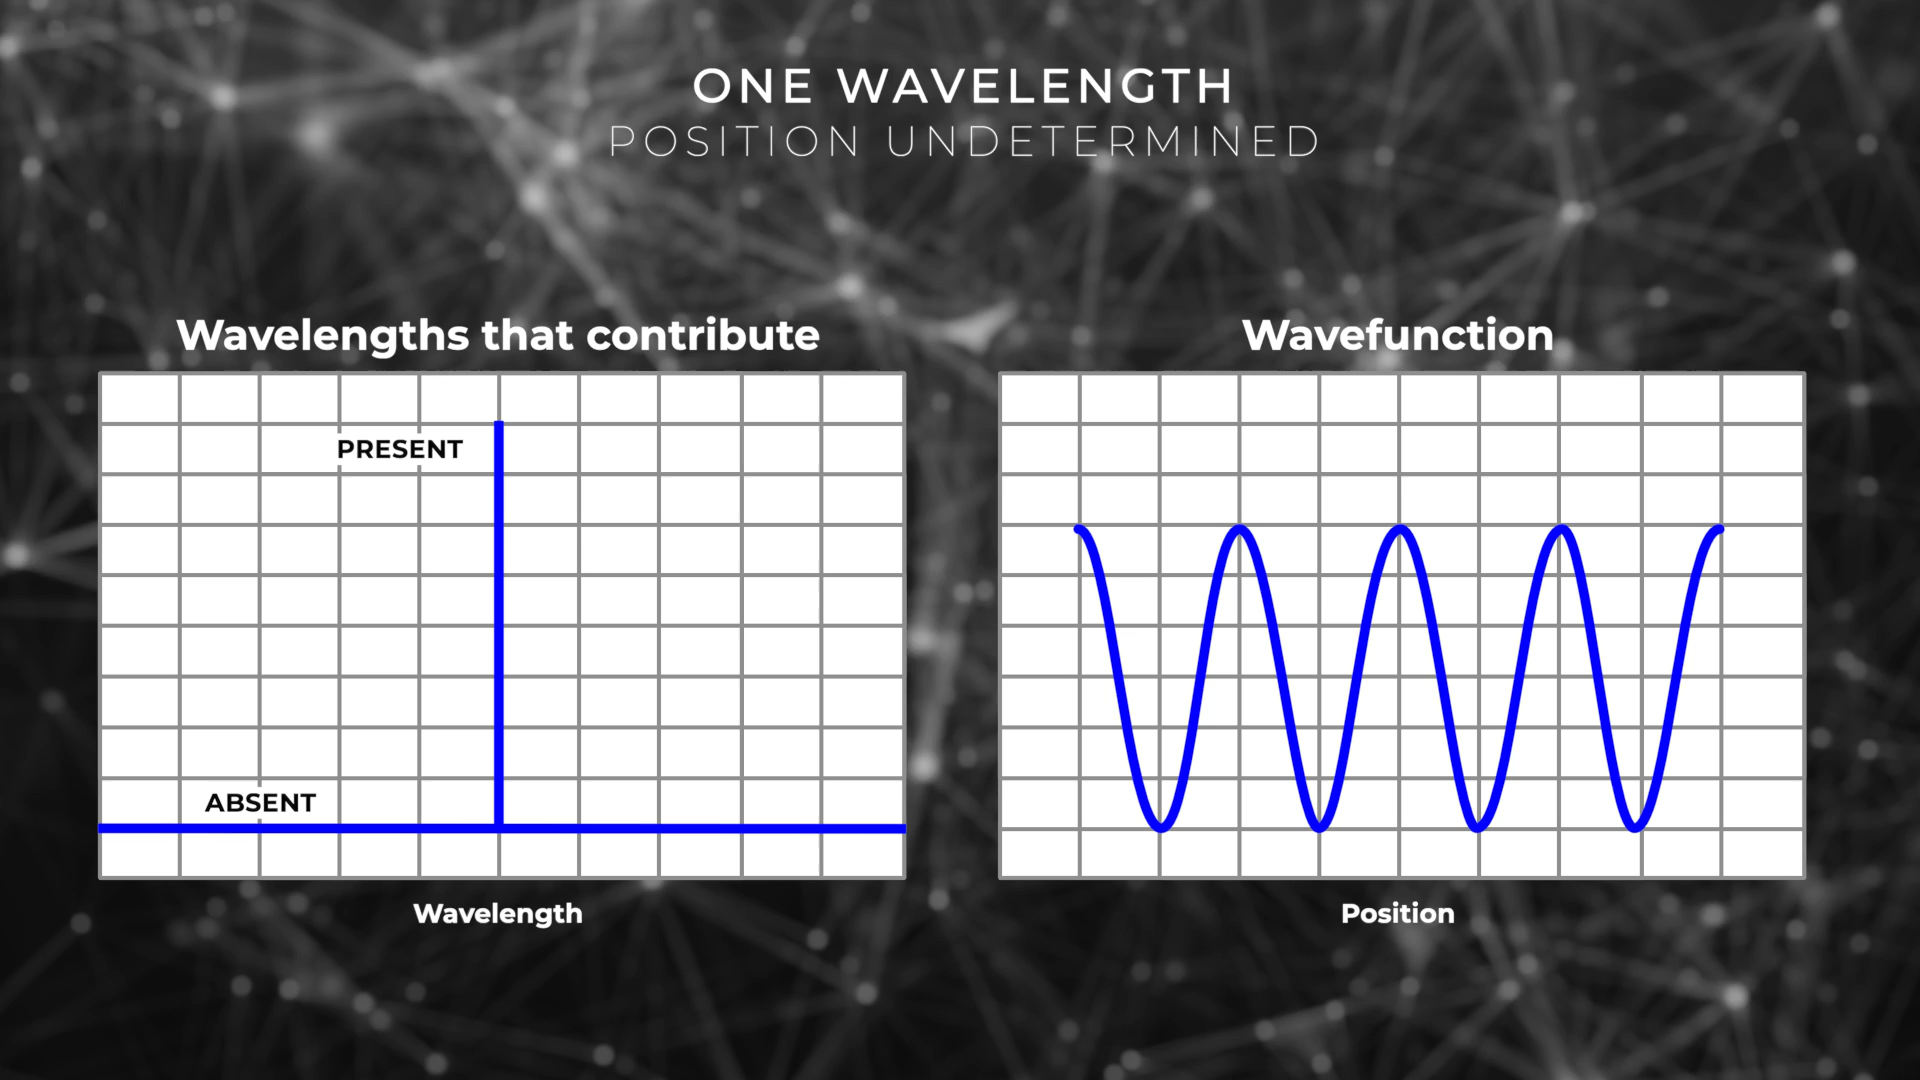 ONE WAVELENGTH
POSITION UNDETERMINED
Wavelengths that contribute
PRESENT
ABSENT
Wavelength
Wavefunction
Position